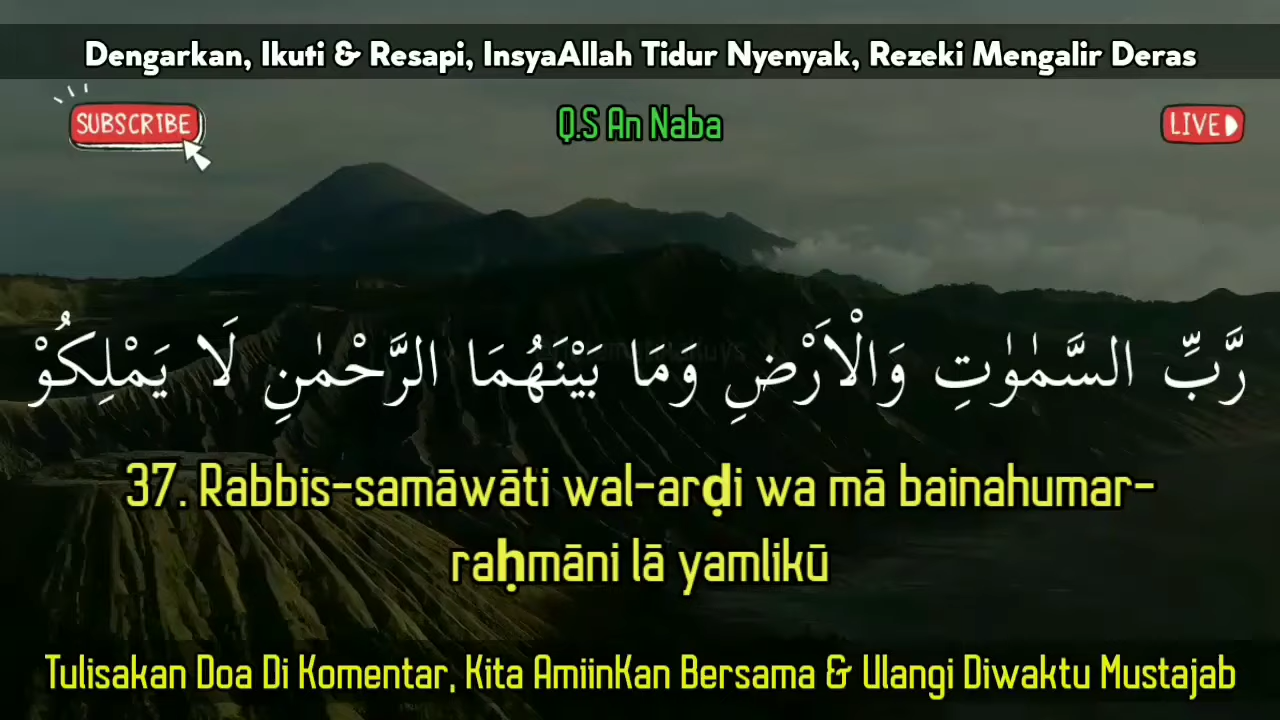 Dengarkan, Ikuti & Resapi, InsyaAllah Tidur Nyenyak, Rezeki Mengalir Deras
SUBSCRIBE
Q.S An Naba
LIVE
رَّبِّ السَّمٰوٰتِ وَالْاَرْضِ وَمَا بَيْنَهُمَا الرَّحْمٰنِ لَا يَمْلِكُوْ
37. Rabbis-samāwāti wal-arḍi wa mā bainahumar-
raḥmāni lā yamlikū
Tulisakan Doa Di Komentar, Kita AmiinKan Bersama & Ulangi Diwaktu Mustajab